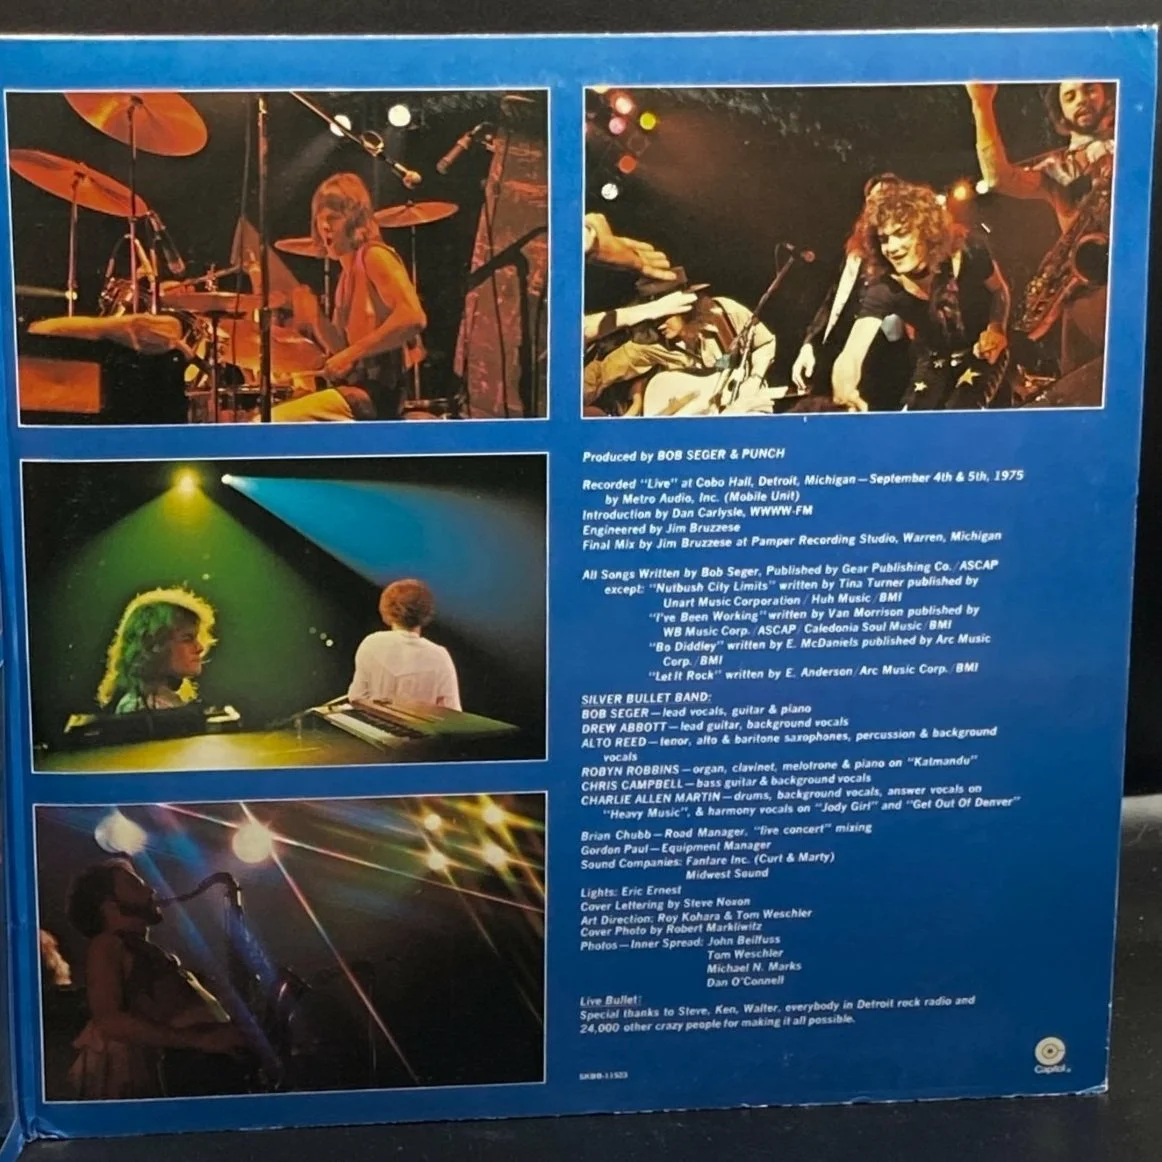 Produced by BOB SEGER & PUNCH
Recorded "Live" at Cobo Hall, Detroit, Michigan—September 4th & 5th, 1975
by Metro Audio, Inc. (Mobile Unit)
Introduction by Dan Carlysle, WWWW-FM
Engineered by Jim Bruzzese
Final Mix by Jim Bruzzese at Pamper Recording Studio, Warren, Michigan
All Songs Written by Bob Seger, Published by Gear Publishing Co./ASCAP
except: "Nutbush City Limits" written by Tina Turner published by
Unart Music Corporation/Huh Music/BMI
"I've Been Working" written by Van Morrison published by
WB Music Corp./ASCAP/Caledonia Soul Music/BMI
"Bo Diddley" written by E. McDaniels published by Arc Music
Corp./BMI
"Let It Rock" written by E. Anderson/Arc Music Corp./BMI
SILVER BULLET BAND:
BOB SEGER—lead vocals, guitar & piano
DREW ABBOTT—lead guitar, background vocals
ALTO REED—tenor, alto & baritone saxophones, percussion & background
vocals
ROBYN ROBBINS—organ, clavinet, melotrone & piano on "Katmandu"
CHRIS CAMPBELL—bass guitar & background vocals
CHARLIE ALLEN MARTIN—drums, background vocals, answer vocals on
"Heavy Music", & harmony vocals on "Jody Girl" and "Get Out Of Denver"
Brian Chubb—Road Manager, "live concert" mixing
Gordon Paul—Equipment Manager
Sound Companies: Fanfare Inc. (Curt & Marty)
Midwest Sound
Lights: Eric Ernest
Cover Lettering by Steve Noxon
Art Direction: Roy Kohara & Tom Weschler
Cover Photo by Robert Markliwitz
Photos—Inner Spread: John Beilfuss
Tom Weschler
Michael N. Marks
Dan O'Connell
Live Bullet:
Special thanks to Steve, Ken, Walter, everybody in Detroit rock radio and
24,000 other crazy people for making it all possible.
SKBB-11523
Capitol